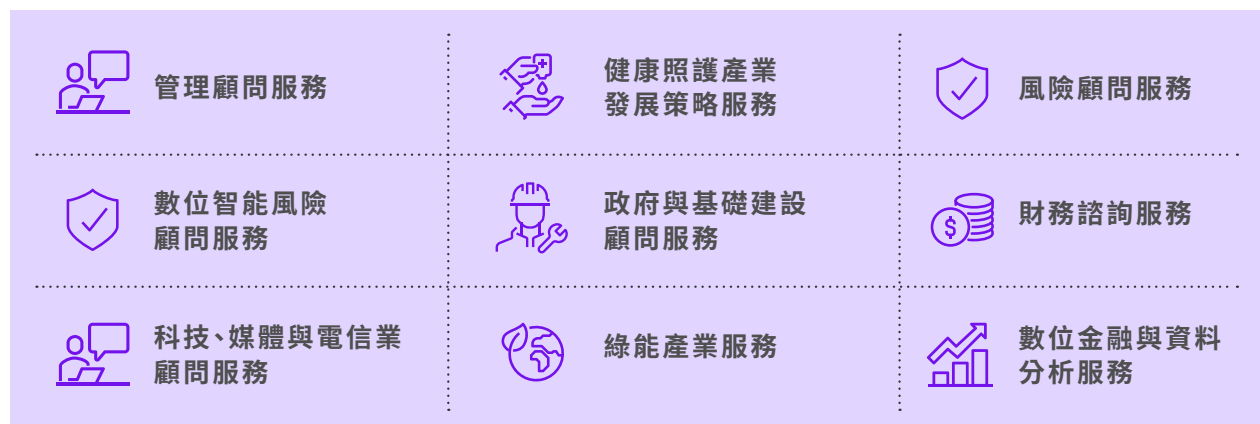 管理顧問服務
健康照護產業
發展策略服務
風險顧問服務
數位智能風險
顧問服務
政府與基礎建設
顧問服務
財務諮詢服務
科技、媒體與電信業
顧問服務
綠能產業服務
數位金融與資料
分析服務